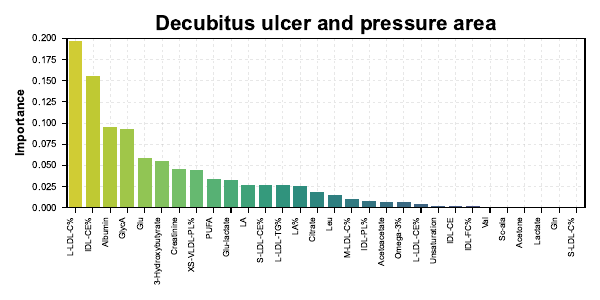 Decubitus ulcer and pressure area
Importance
0.200
0.175
0.150
0.125
0.100
0.075
0.050
0.025
0.000
L-LDL-C%
IDL-CE%
Albumin
GlycA
Glu
3-Hydroxybutyrate
Creatinine
XS-VLDL-PL%
PUFA
Glu-lactate
LA
S-LDL-CE%
L-LDL-TG%
LA%
Citrate
Leu
M-LDL-C%
IDL-PL%
Acetoacetate
Omega-3%
L-LDL-CE%
Unsaturation
IDL-CE
IDL-FC%
Val
Sc-ala
Acetone
Lactate
Gln
S-LDL-C%